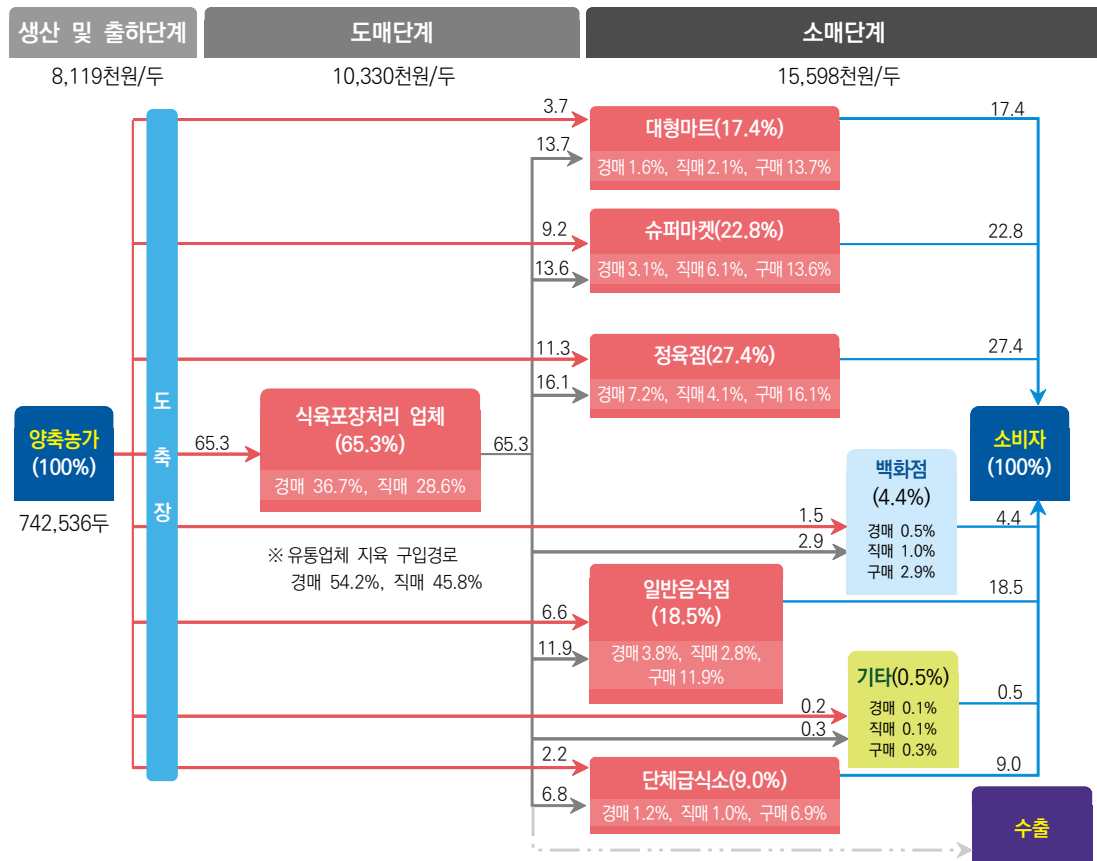 생산 및 출하단계
도매단계
소매단계
8,119천원/두
10,330천원/두
15,598천원/두
3.7
대형마트(17.4%)
17.4
13.7
경매 1.6%, 직매 2.1%, 구매 13.7%
9.2
슈퍼마켓(22.8%)
22.8
13.6
경매 3.1%, 직매 6.1%, 구매 13.6%
11.3
정육점(27.4%)
27.4
16.1
경매 7.2%, 직매 4.1%, 구매 16.1%
도
축
장
양축농가
(100%)
742,536두
65.3
식육포장처리 업체
(65.3%)
경매 36.7%, 직매 28.6%
65.3
소비자
(100%)
백화점
(4.4%)
경매 0.5%
직매 1.0%
구매 2.9%
1.5
2.9
4.4
※ 유통업체 지육 구입경로
경매 54.2%, 직매 45.8%
6.6
11.9
일반음식점
(18.5%)
경매 3.8%, 직매 2.8%,
구매 11.9%
18.5
기타(0.5%)
경매 0.1%
직매 0.1%
구매 0.3%
0.2
0.3
0.5
2.2
6.8
단체급식소(9.0%)
경매 1.2%, 직매 1.0%, 구매 6.9%
9.0
수출